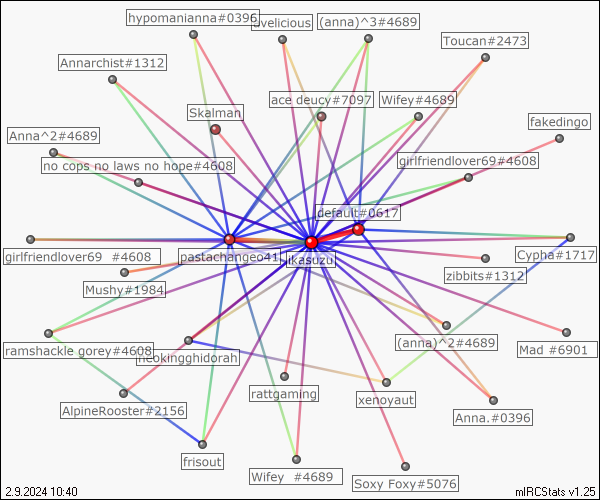 hypomanianna#0396
luvelicious
(anna)^3#4689
Toucan#2473
Annarchist#1312
ace deucy#7097
Wifey#4689
Skalman
fakedingo
Anna^2#4689
no cops no laws no hope#4608
girlfriendlover69#4608
default#0617
girlfriendlover69 #4608
pastachangeo41
ikasuzu
Cypha#1717
zibbits#1312
Mushy#1984
ramshackle gorey#4608
neokingghidorah
(anna)^2#4689
Mad #6901
rattgaming
xenoyaut
AlpineRooster#2156
Anna.#0396
frisout
Wifey #4689
Soxy Foxy#5076
2.9.2024 10:40
mIRCStats v1.25